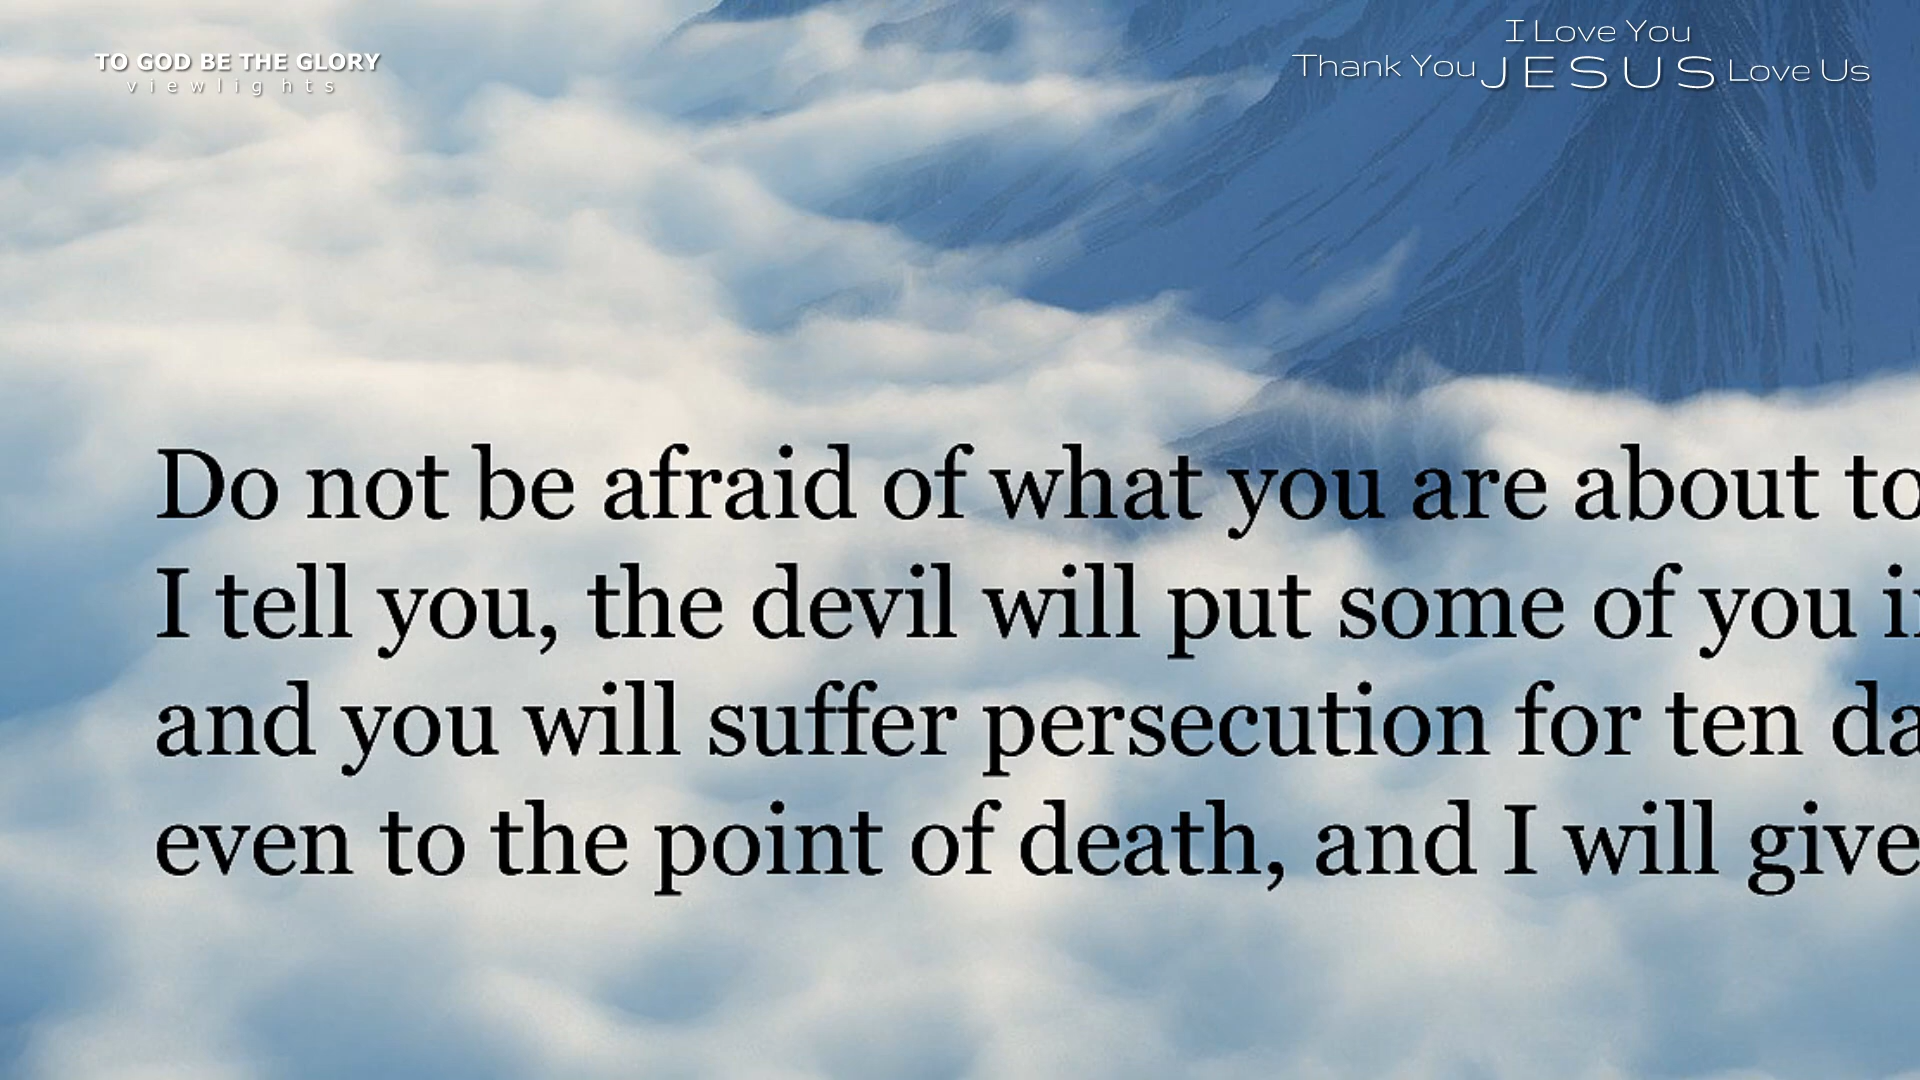 TO GOD BE THE GLORY
viewlights
I Love You
Thank You JESUS Love Us
Do not be afraid of what you are about to
I tell you, the devil will put some of you
and you will suffer persecution for ten
even to the point of death, and I will give